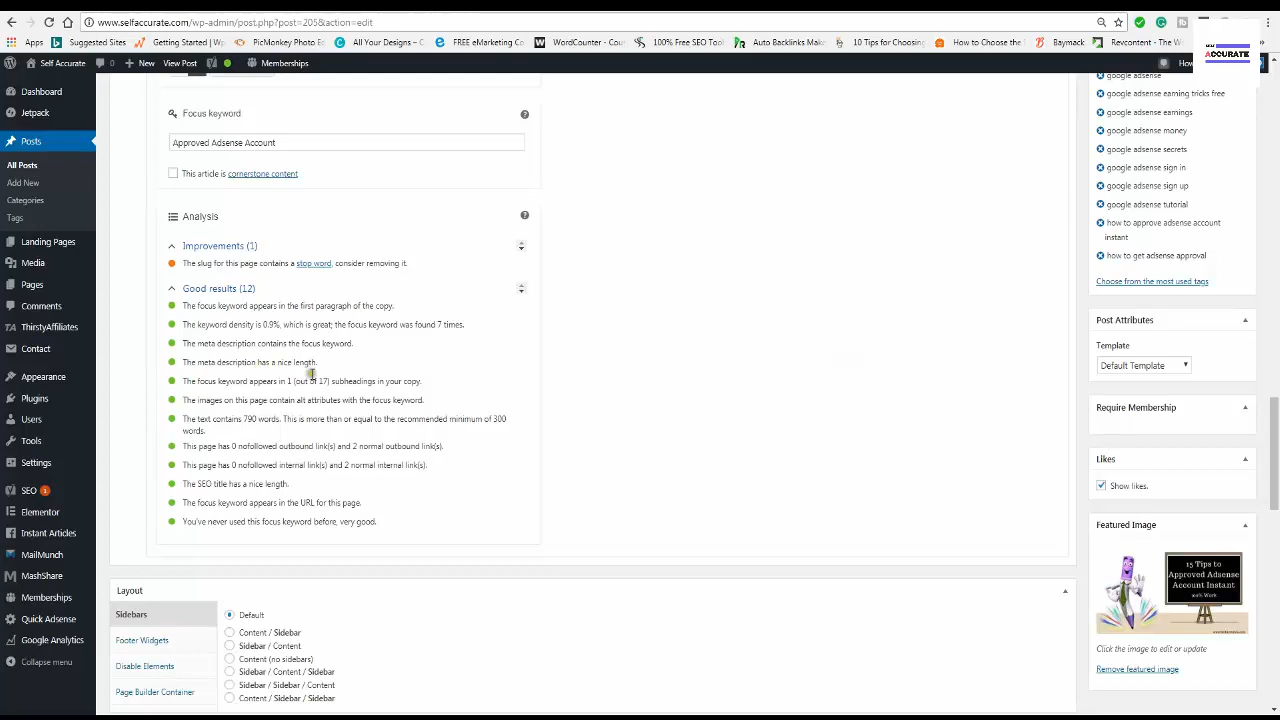 www.selfaccurate.com/wp-admin/post.php?post=205&action=edit
Apps
Suggested Sites
Getting Started | W
PicMonkey Photo E
All Your Designs – C
FREE eMarketing Co
WordCounter - Cou
100% Free SEO Tool
Auto Backlinks Make
10 Tips for Choosing
How to Choose the
Baymack
Revcontent - The W
ACCURATE
Self Accurate
0
New
View Post
Memberships
How
Dashboard
Jetpack
Posts
All Posts
Add New
Categories
Tags
Landing Pages
Media
Pages
Comments
ThirstyAffiliates
Contact
Appearance
Plugins
Users
Tools
Settings
SEO 1
Elementor
Instant Articles
MailMunch
MashShare
Memberships
Quick Adsense
Google Analytics
Collapse menu
Focus keyword
Approved Adsense Account
This article is cornerstone content
Analysis
Improvements (1)
The slug for this page contains a stop word, consider removing it.
Good results (12)
The focus keyword appears in the first paragraph of the copy.
The keyword density is 0.9%, which is great; the focus keyword was found 7 times.
The meta description contains the focus keyword.
The meta description has a nice length.
The focus keyword appears in 1 (out of 17) subheadings in your copy.
The images on this page contain alt attributes with the focus keyword.
The text contains 790 words. This is more than or equal to the recommended minimum of 300
words.
This page has 0 nofollowed outbound link(s) and 2 normal outbound link(s).
This page has 0 nofollowed internal link(s) and 2 normal internal link(s).
The SEO title has a nice length.
The focus keyword appears in the URL for this page.
You've never used this focus keyword before, very good.
Layout
Sidebars
Footer Widgets
Disable Elements
Page Builder Container
Default
Content / Sidebar
Sidebar / Content
Content (no sidebars)
Sidebar / Content / Sidebar
Sidebar / Sidebar / Content
Content / Sidebar / Sidebar
google adsense
google adsense earning tricks free
google adsense earnings
google adsense money
google adsense secrets
google adsense sign in
google adsense sign up
google adsense tutorial
how to approve adsense account
instant
how to get adsense approval
Choose from the most used tags
Post Attributes
Template
Default Template
Require Membership
Likes
Show likes.
Featured Image
15 Tips to
Approved Adsense
Account Instant
100% Work
Click the image to edit or update
Remove featured image